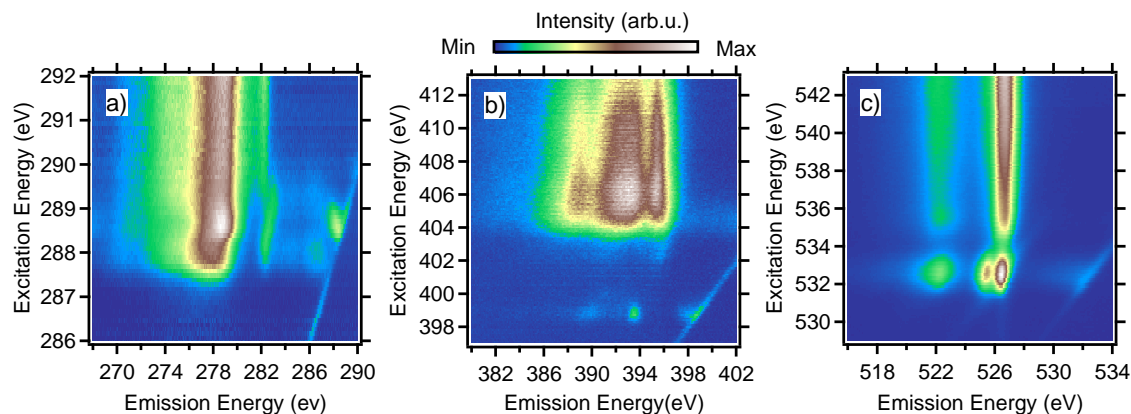 Intensity (arb.u.)
Min Max
a)
292
291
290
289
288
287
286
Excitation Energy (eV)
270 274 278 282 286 290
Emission Energy (ev)
b)
412
410
408
406
404
402
400
398
Excitation Energy (eV)
382 386 390 394 398 402
Emission Energy(eV)
c)
542
540
538
536
534
532
530
Excitation Energy (eV)
518 522 526 530 534
Emission Energy (eV)